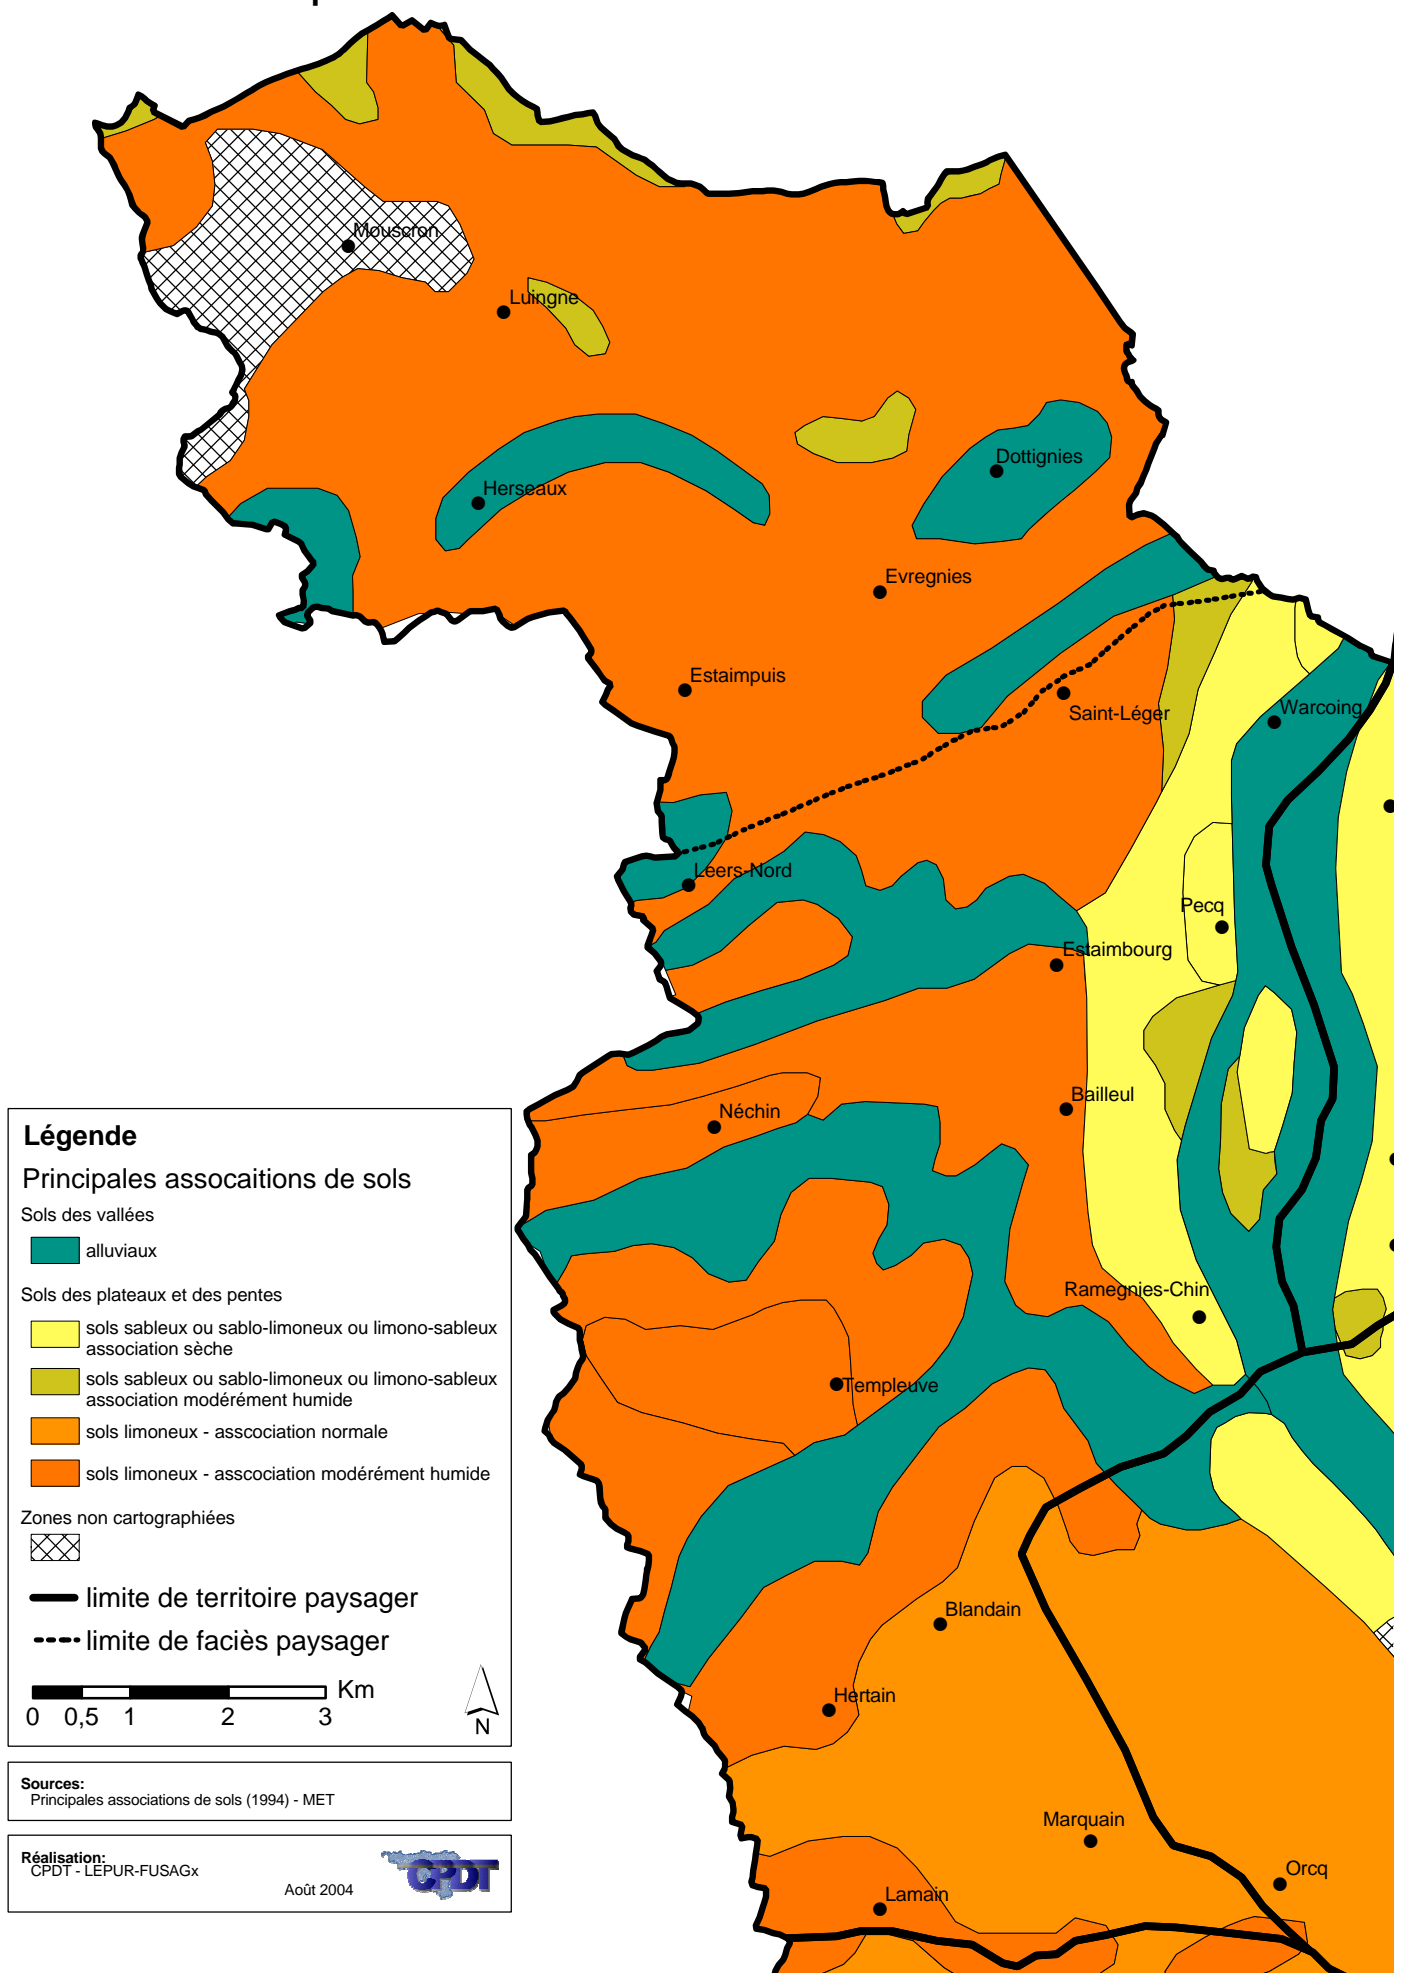 Mouscron
Luingne
Dottignies
Herseaux
Evregnies
Estaimpuis
Saint-Léger
Warcoing
Leers-Nord
Pecq
Estaimbourg
Bailleul
Néchin
Ramegnies-Chin
Templeuve
Blandain
Hertain
Marquain
Orcq
Lamain
Légende
Principales assocaitions de sols
Sols des vallées
alluviaux
Sols des plateaux et des pentes
sols sableux ou sablo-limoneux ou limono-sableux
association sèche
sols sableux ou sablo-limoneux ou limono-sableux
association modérément humide
sols limoneux - asscociation normale
sols limoneux - asscociation modérément humide
Zones non cartographiées
limite de territoire paysager
limite de faciès paysager
Km
0 0,5 1 2 3
N
Sources:
Principales associations de sols (1994) - MET
Réalisation:
CPDT - LEPUR-FUSAGx
Août 2004
CPDT